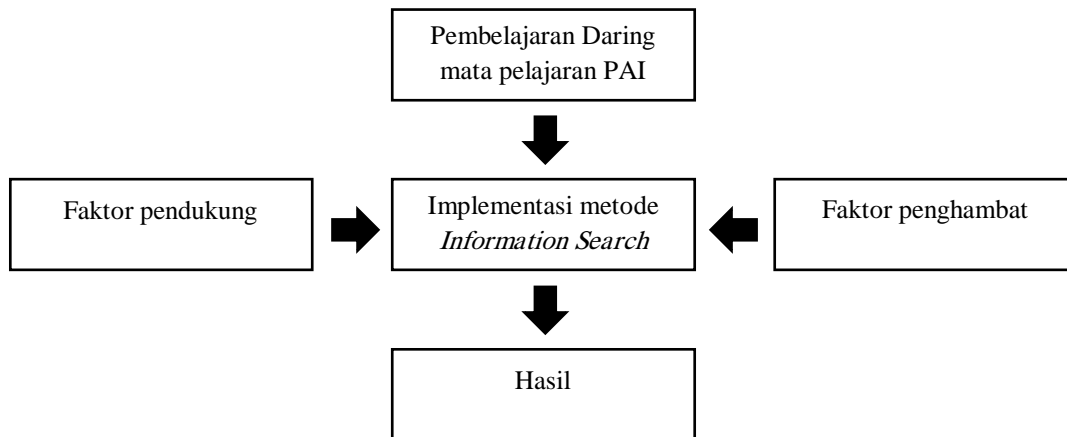 Pembelajaran Daring
mata pelajaran PAI
Faktor pendukung
Implementasi metode
Information Search
Faktor penghambat
Hasil